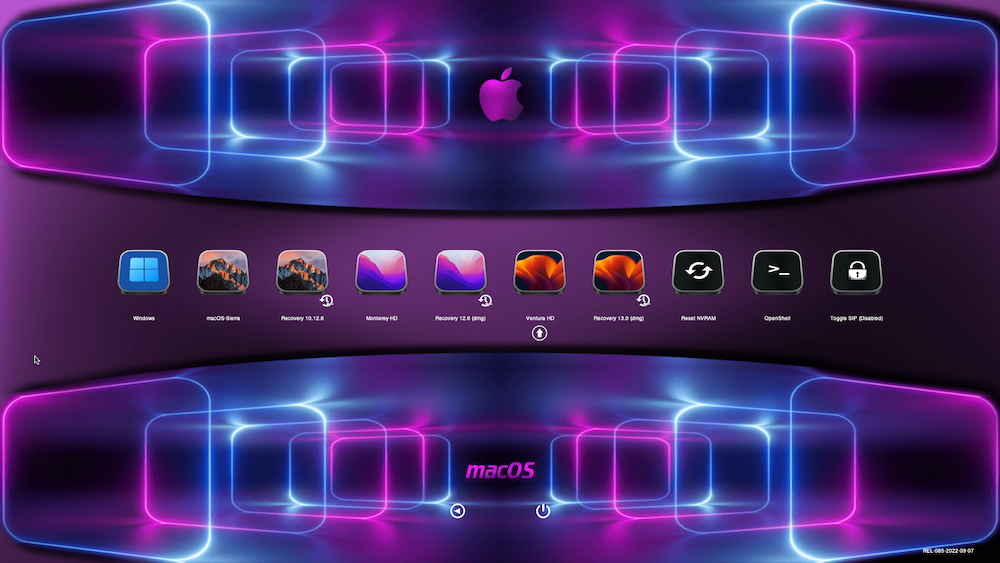 Windows
macOS-Sierra
Recovery 10.12.6
Monterey-HD
Recovery 12.6 (dmg)
Ventura HD
Recovery 13.0 (dmg)
Reset NVRAM
OpenShell
Toggle SIP (Disabled)
macOS
REL-085-2022-09-07